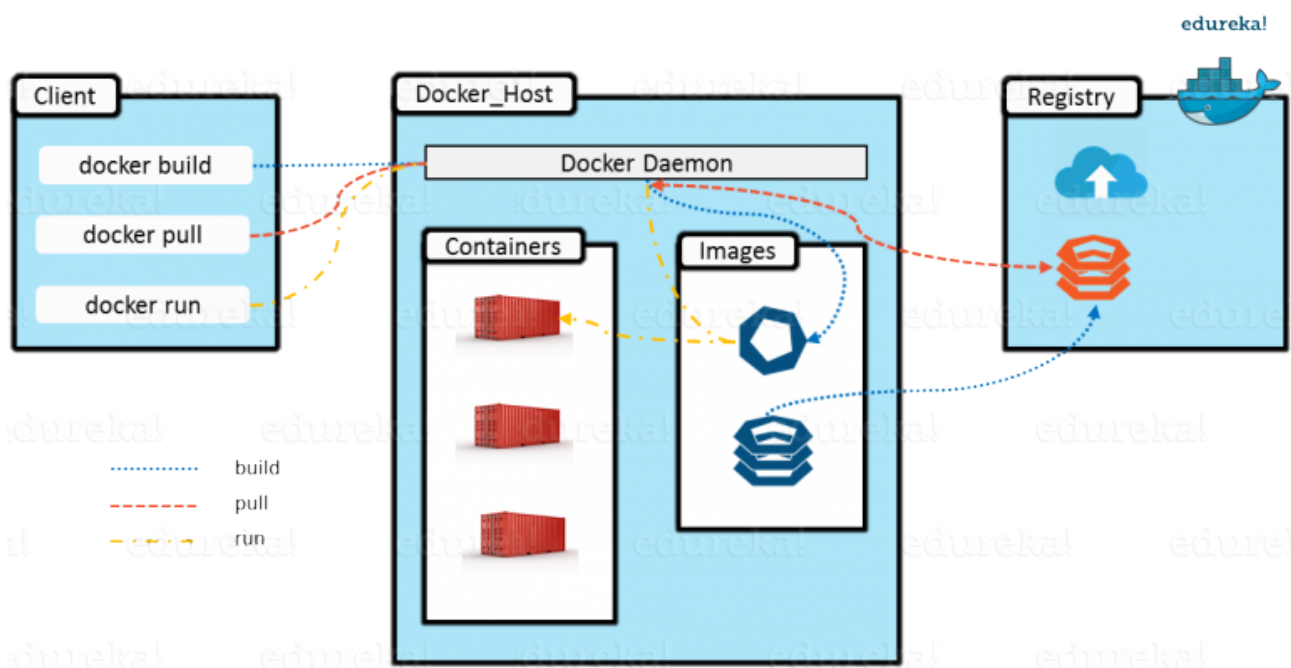 edureka!
Client
docker build
docker pull
docker run
Docker_Host
Docker Daemon
Containers
Images
Registry
build
pull
run